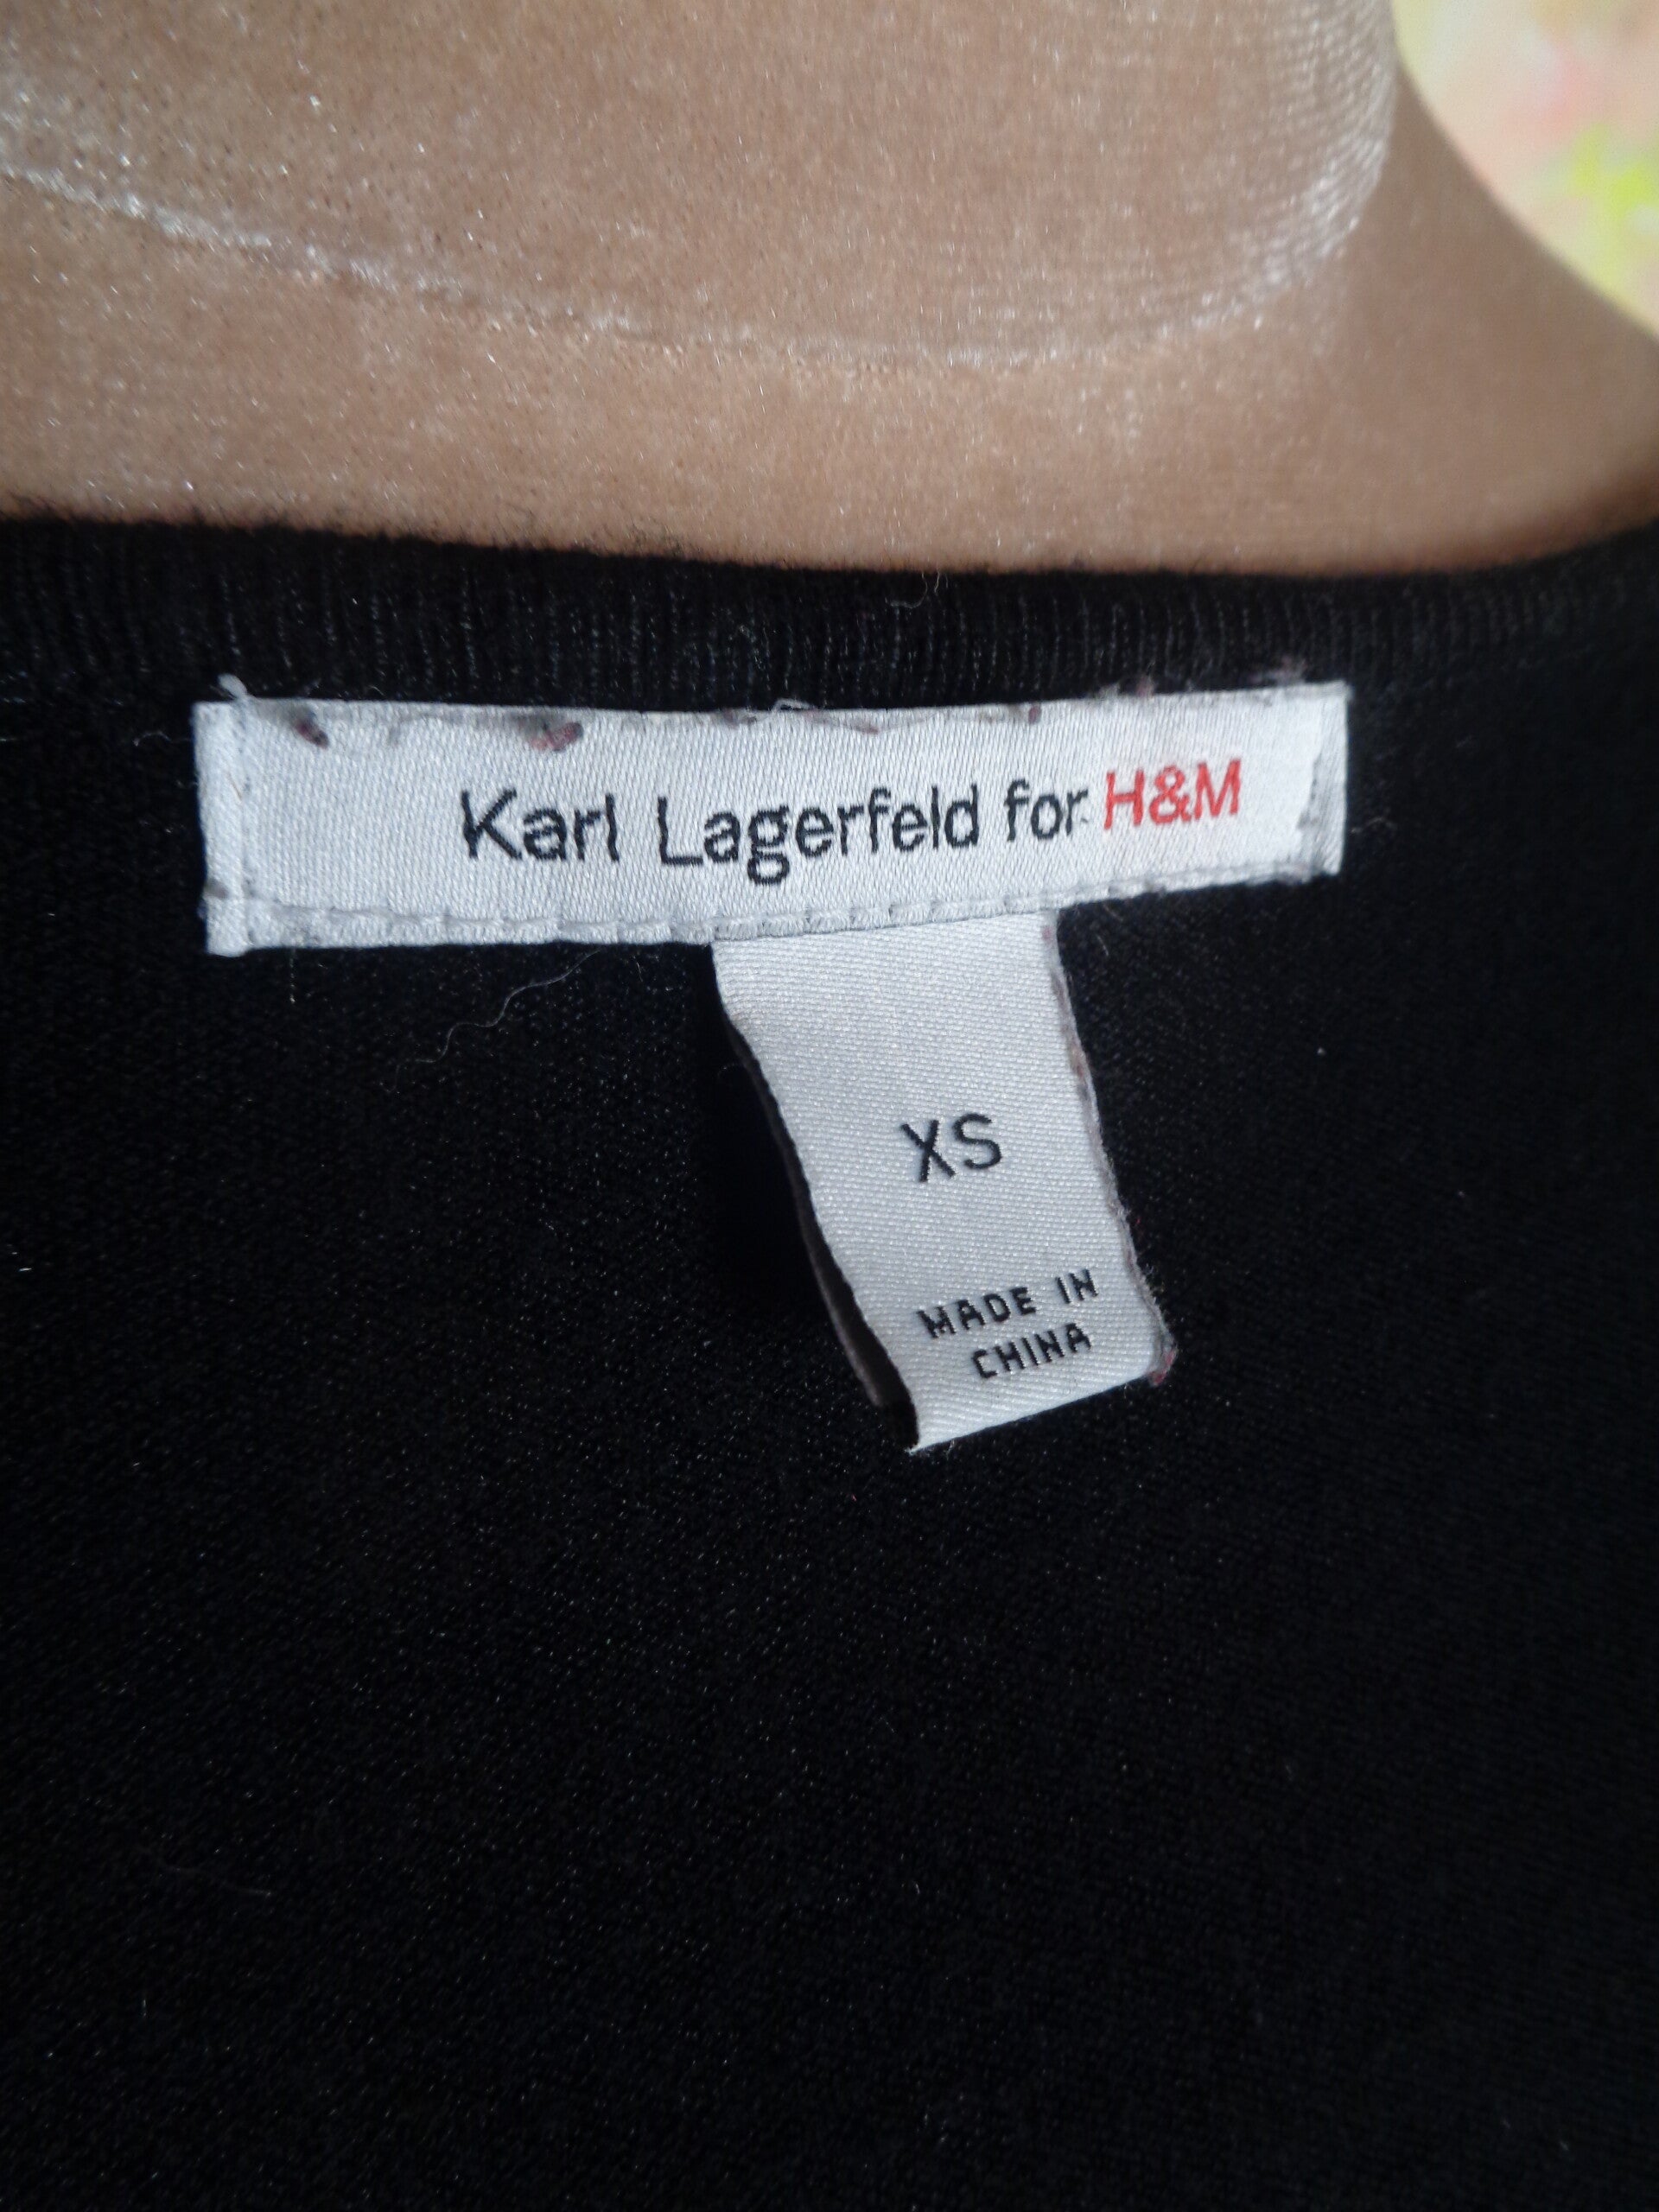 Karl Lagerfeld for H&M
XS
MADE IN
CHINA